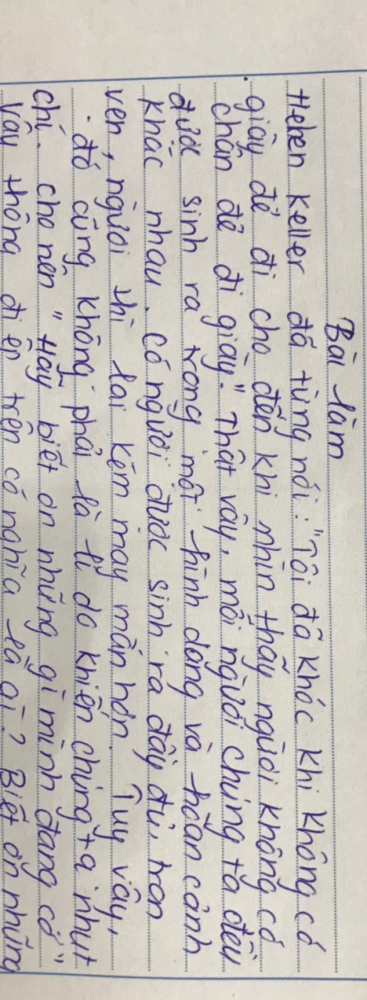 Bài làm
Helen Keller đã từng nói: "Tôi đã khóc khi không có
giày để đi cho đến khi nhìn thấy người không có
chân để đi giày." Thật vậy, mỗi người chúng ta đều
được sinh ra trong một hình dáng và hoàn cảnh
khác nhau. Có người được sinh ra đầy đủ, trọn
vẹn, người thì lại kém may mắn hơn. Tuy vậy,
đó cũng không phải là lí do khiến chúng ta nhụt
chí. cho nên "Hãy biết ơn những gì mình đang có"
Vậy thông điệp trên có nghĩa là gì? Biết ơn những